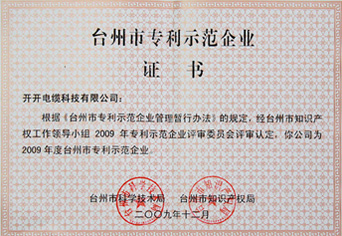 台州市专利示范企业
证书
开开电缆科技有限公司：
根据《台州市专利示范企业管理暂行办法》的规定，经台州市知识产
权工作领导小组 2009 年专利示范企业评审委员会评审认定，你公司为
2009 年度台州市专利示范企业。
台州市科学技术局 台州市知识产权局
二〇〇九年十二月